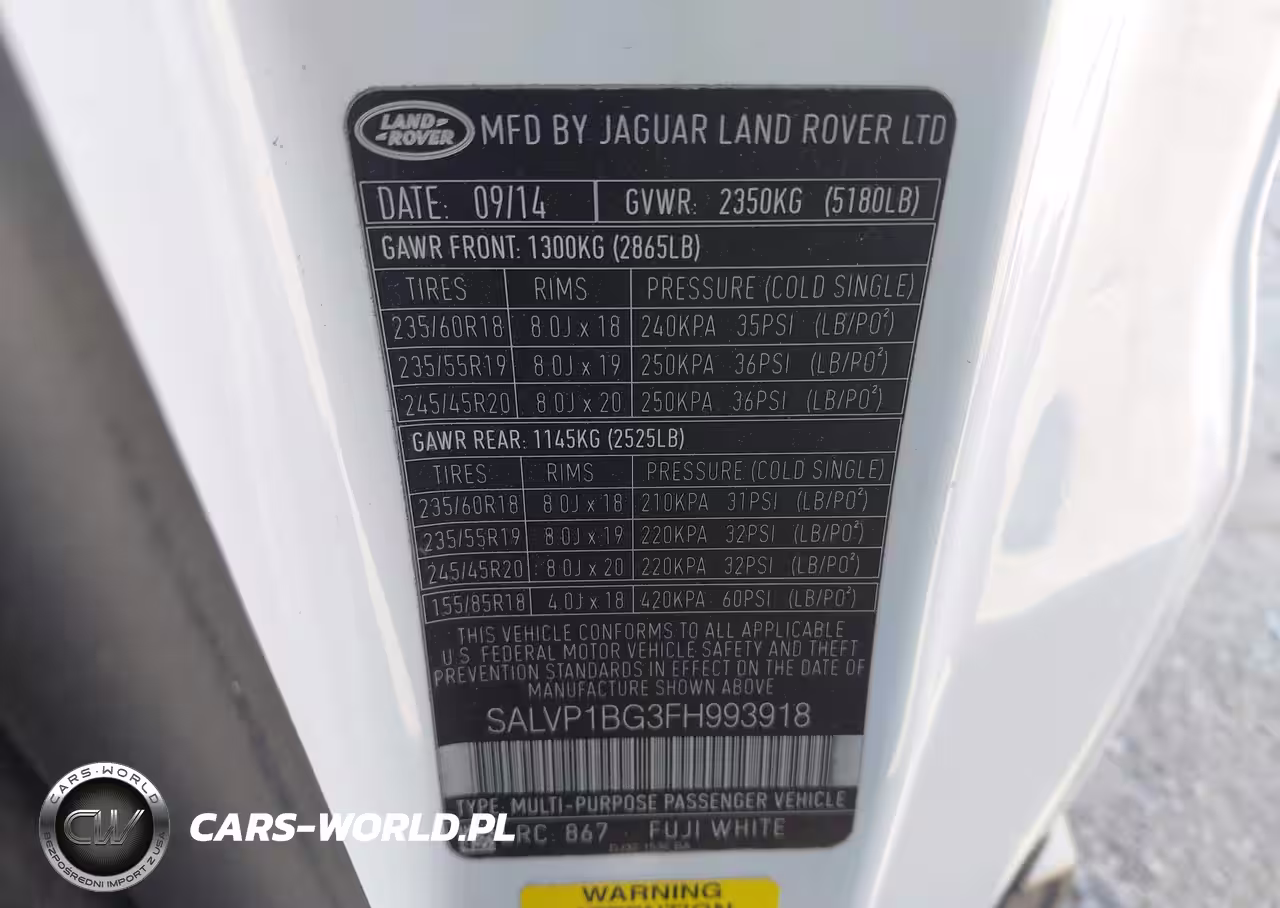 LAND-
-ROVER
MFD BY JAGUAR LAND ROVER LTD
DATE: 09/14 GVWR: 2350KG (5180LB)
GAWR FRONT: 1300KG (2865LB)
TIRES RIMS PRESSURE (COLD SINGLE)
235/60R18 8.0J x 18 240KPA 35PSI (LB/PO²)
235/55R19 8.0J x 19 250KPA 36PSI (LB/PO²)
245/45R20 8.0J x 20 250KPA 36PSI (LB/PO²)
GAWR REAR: 1145KG (2525LB)
TIRES RIMS PRESSURE (COLD SINGLE)
235/60R18 8.0J x 18 210KPA 31PSI (LB/PO²)
235/55R19 8.0J x 19 220KPA 32PSI (LB/PO²)
245/45R20 8.0J x 20 220KPA 32PSI (LB/PO²)
155/85R18 4.0J x 18 420KPA 60PSI (LB/PO²)
THIS VEHICLE CONFORMS TO ALL APPLICABLE
U.S FEDERAL MOTOR VEHICLE SAFETY AND THEFT
PREVENTION STANDARDS IN EFFECT ON THE DATE OF
MANUFACTURE SHOWN ABOVE
SALVP1BG3FH993918
TYPE: MULTI-PURPOSE PASSENGER VEHICLE
RC: 867 FUJI WHITE
WARNING
CARS-WORLD
CW
BEZPOŚREDNI IMPORT Z USA
CARS-WORLD.PL